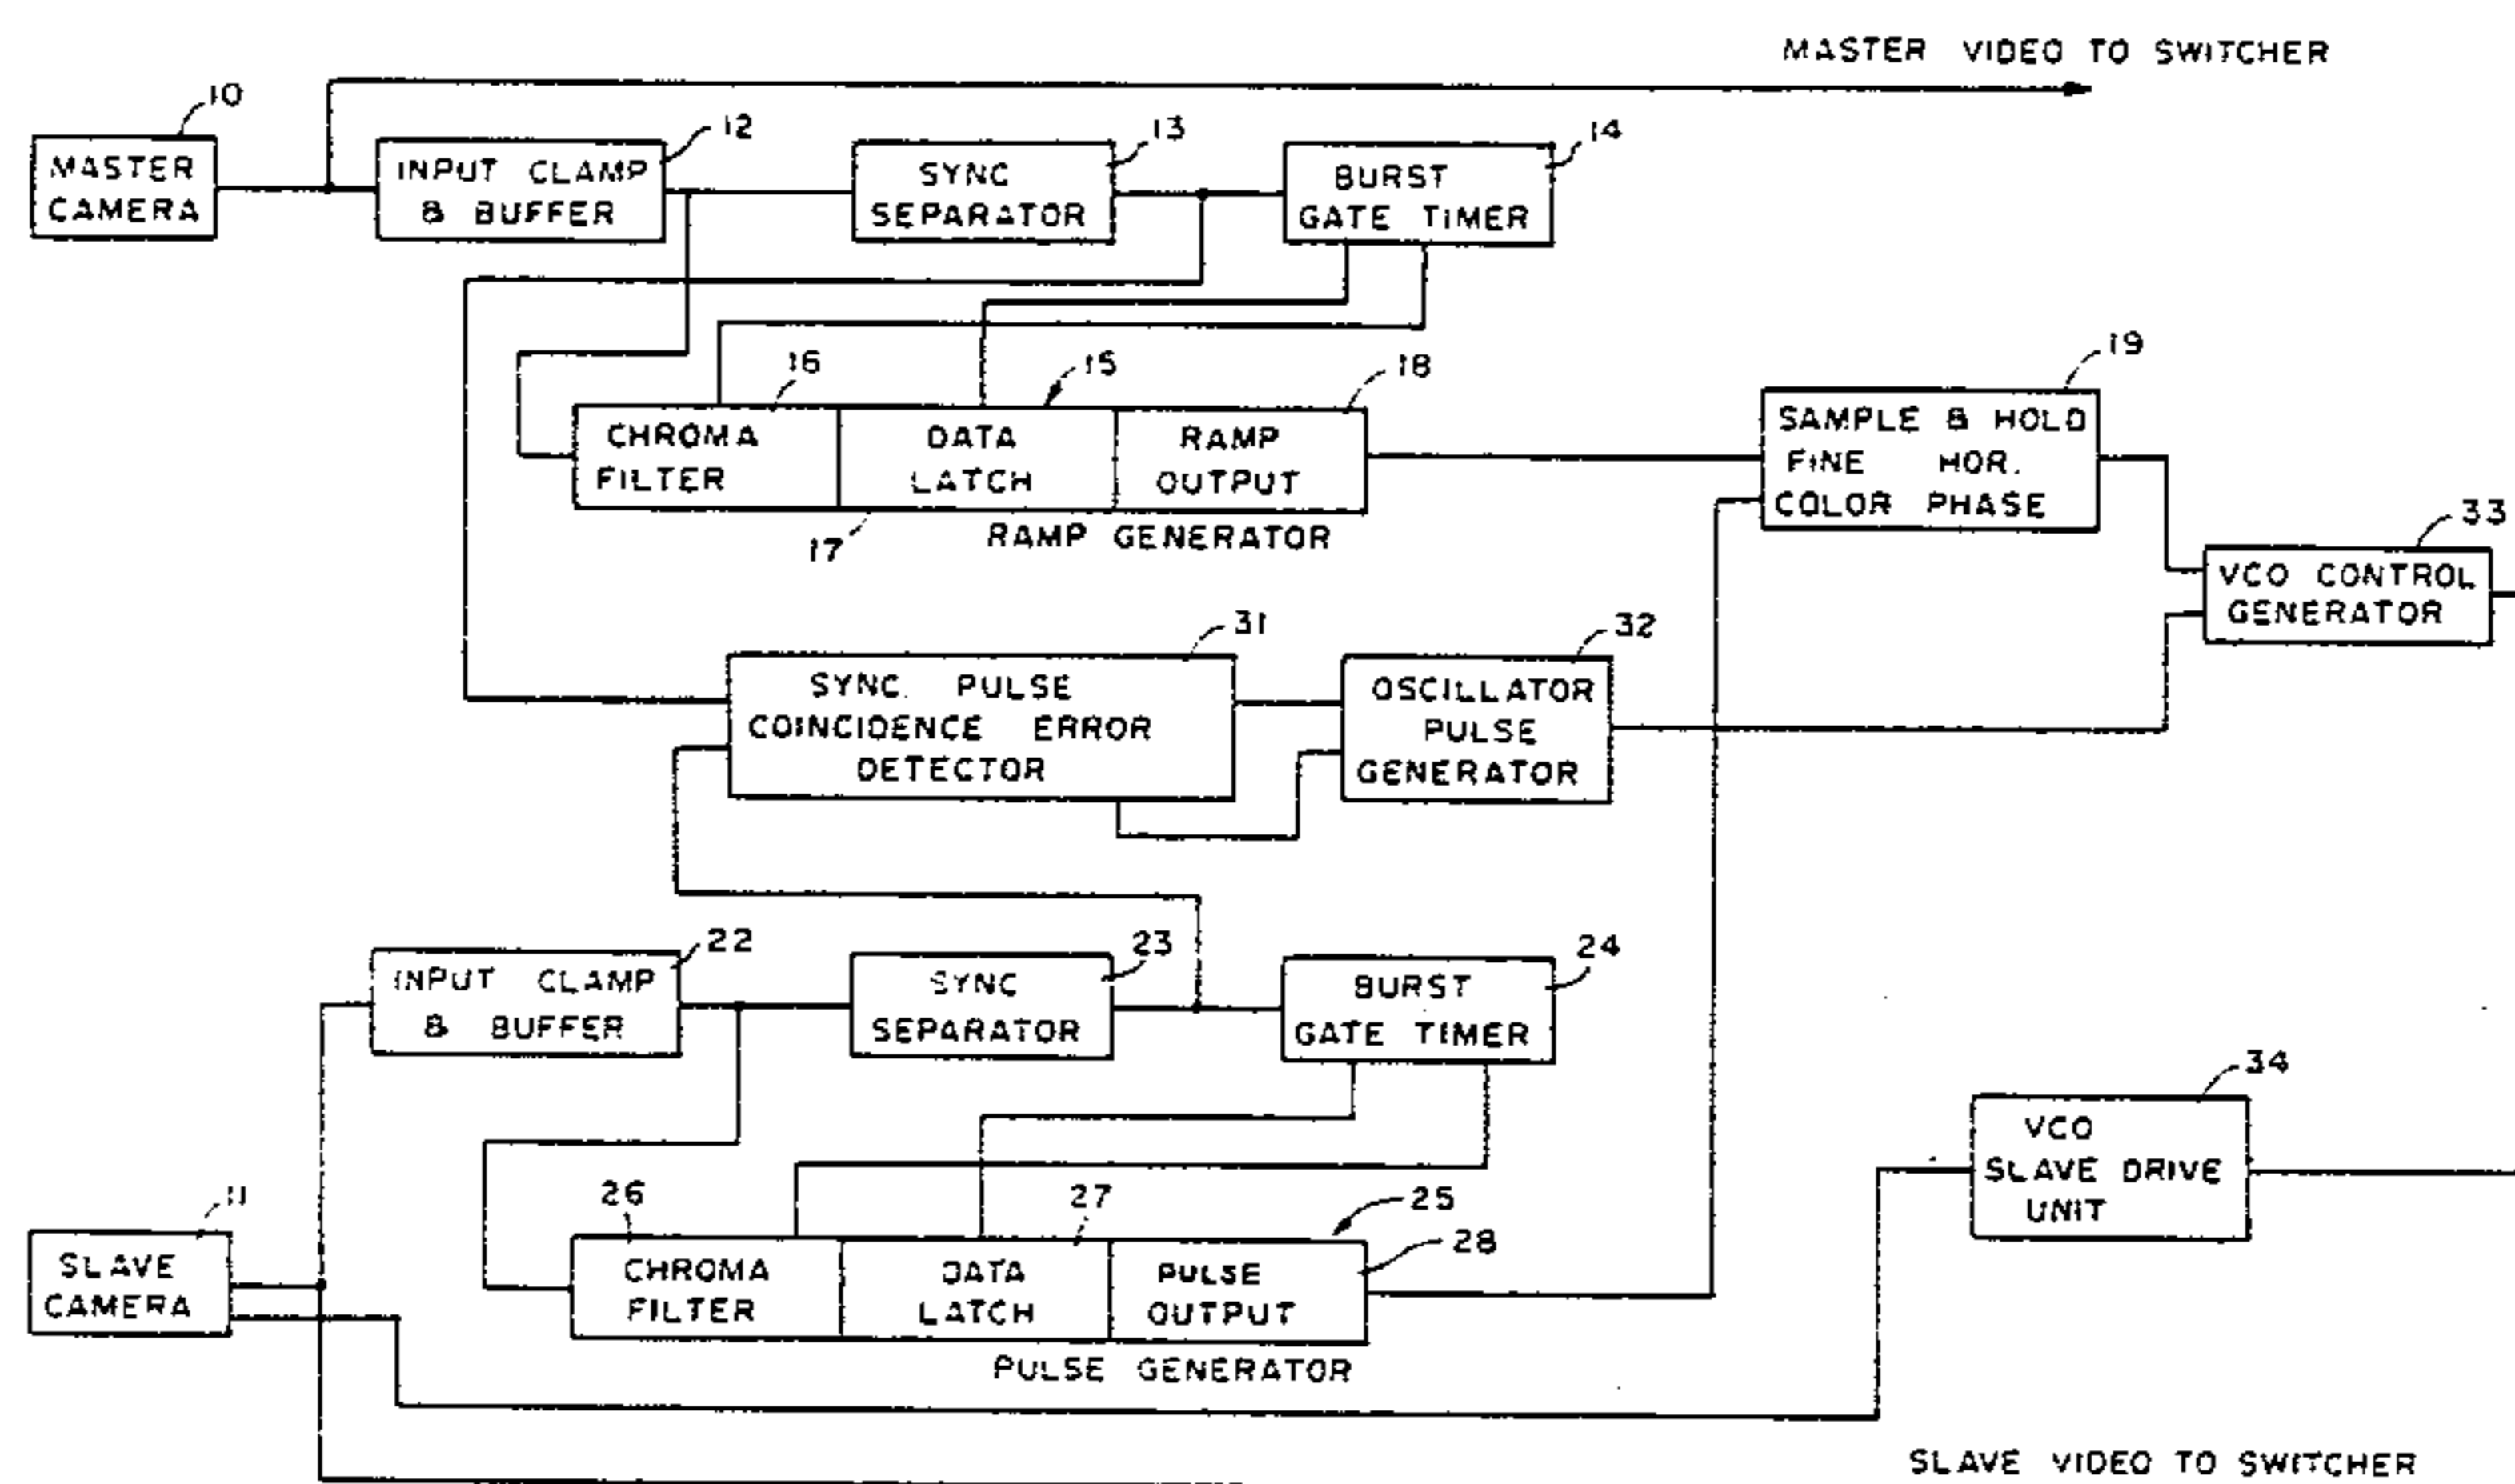 MASTER VIDEO TO SWITCHER
10
MASTER
CAMERA
12
INPUT CLAMP
& BUFFER
13
SYNC
SEPARATOR
14
BURST
GATE TIMER
16
15
18
CHROMA
FILTER
DATA
LATCH
RAMP
OUTPUT
17
RAMP GENERATOR
19
SAMPLE & HOLD
FINE HOR.
COLOR PHASE
33
VCO CONTROL
GENERATOR
31
SYNC. PULSE
COINCIDENCE ERROR
DETECTOR
32
OSCILLATOR
PULSE
GENERATOR
22
INPUT CLAMP
& BUFFER
23
SYNC
SEPARATOR
24
BURST
GATE TIMER
34
VCO
SLAVE DRIVE
UNIT
11
SLAVE
CAMERA
26
27
25
28
CHROMA
FILTER
DATA
LATCH
PULSE
OUTPUT
PULSE GENERATOR
SLAVE VIDEO TO SWITCHER